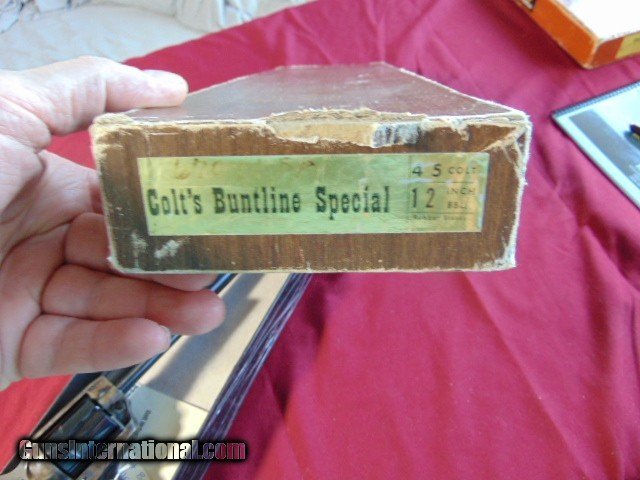 Colt's Buntline Special
45 COLT
12 INCH
BBL.
GunsInternational.com